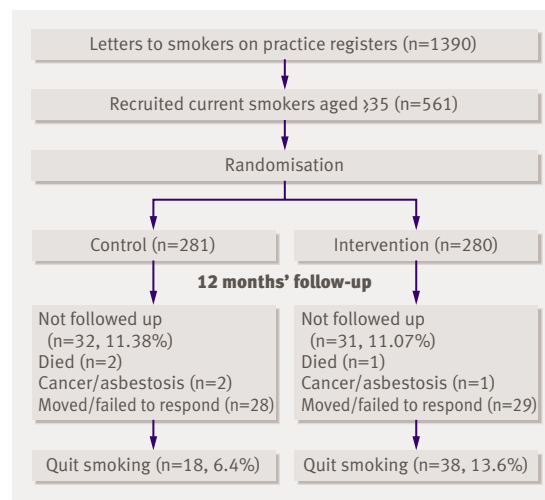 Letters to smokers on practice registers (n=1390)
Recruited current smokers aged ≥35 (n=561)
Randomisation
Control (n=281)
Intervention (n=280)
12 months' follow-up
Not followed up
(n=32, 11.38%)
Died (n=2)
Cancer/asbestosis (n=2)
Moved/failed to respond (n=28)
Not followed up
(n=31, 11.07%)
Died (n=1)
Cancer/asbestosis (n=1)
Moved/failed to respond (n=29)
Quit smoking (n=18, 6.4%)
Quit smoking (n=38, 13.6%)